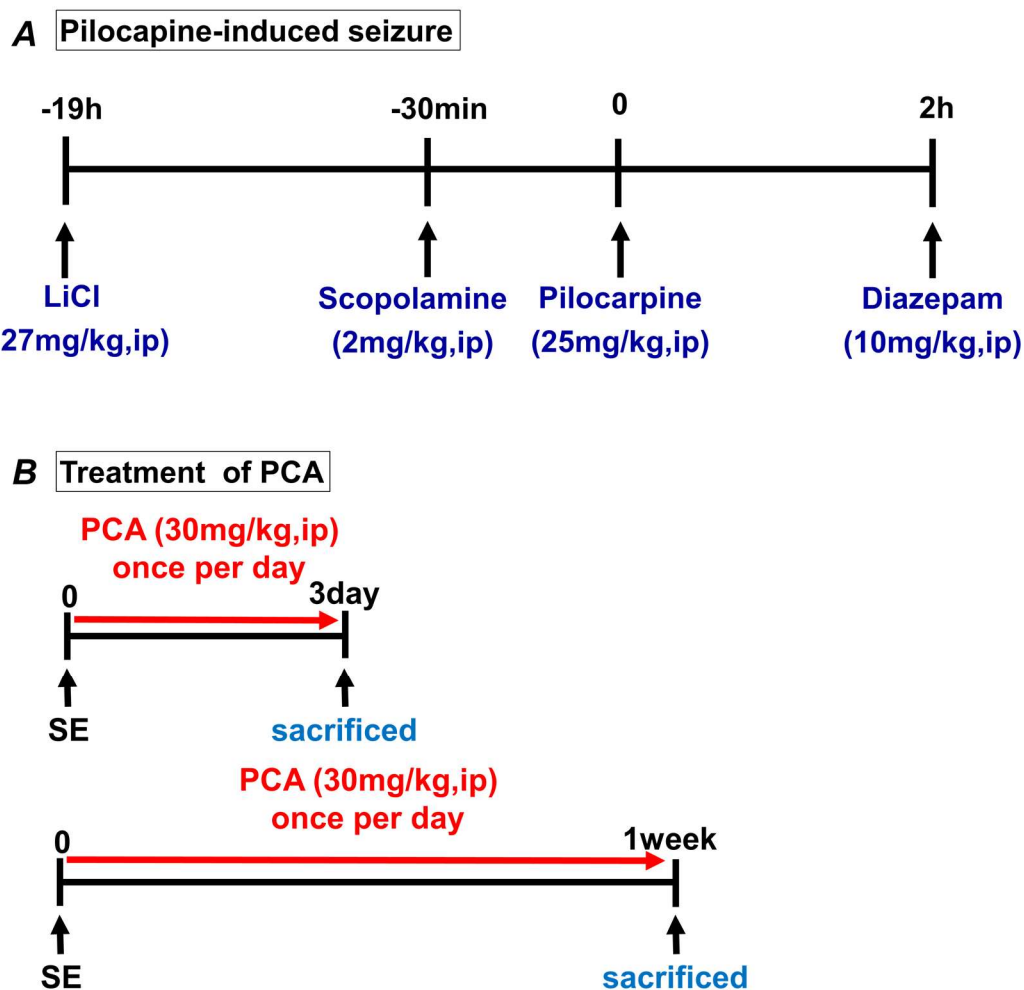 A Pilocapine-induced seizure
-19h -30min 0 2h
LiCl Scopolamine Pilocarpine Diazepam
27mg/kg,ip) (2mg/kg,ip) (25mg/kg,ip) (10mg/kg,ip)
B Treatment of PCA
PCA (30mg/kg,ip)
once per day
0 3day
SE sacrificed
PCA (30mg/kg,ip)
once per day
0 1week
SE sacrificed